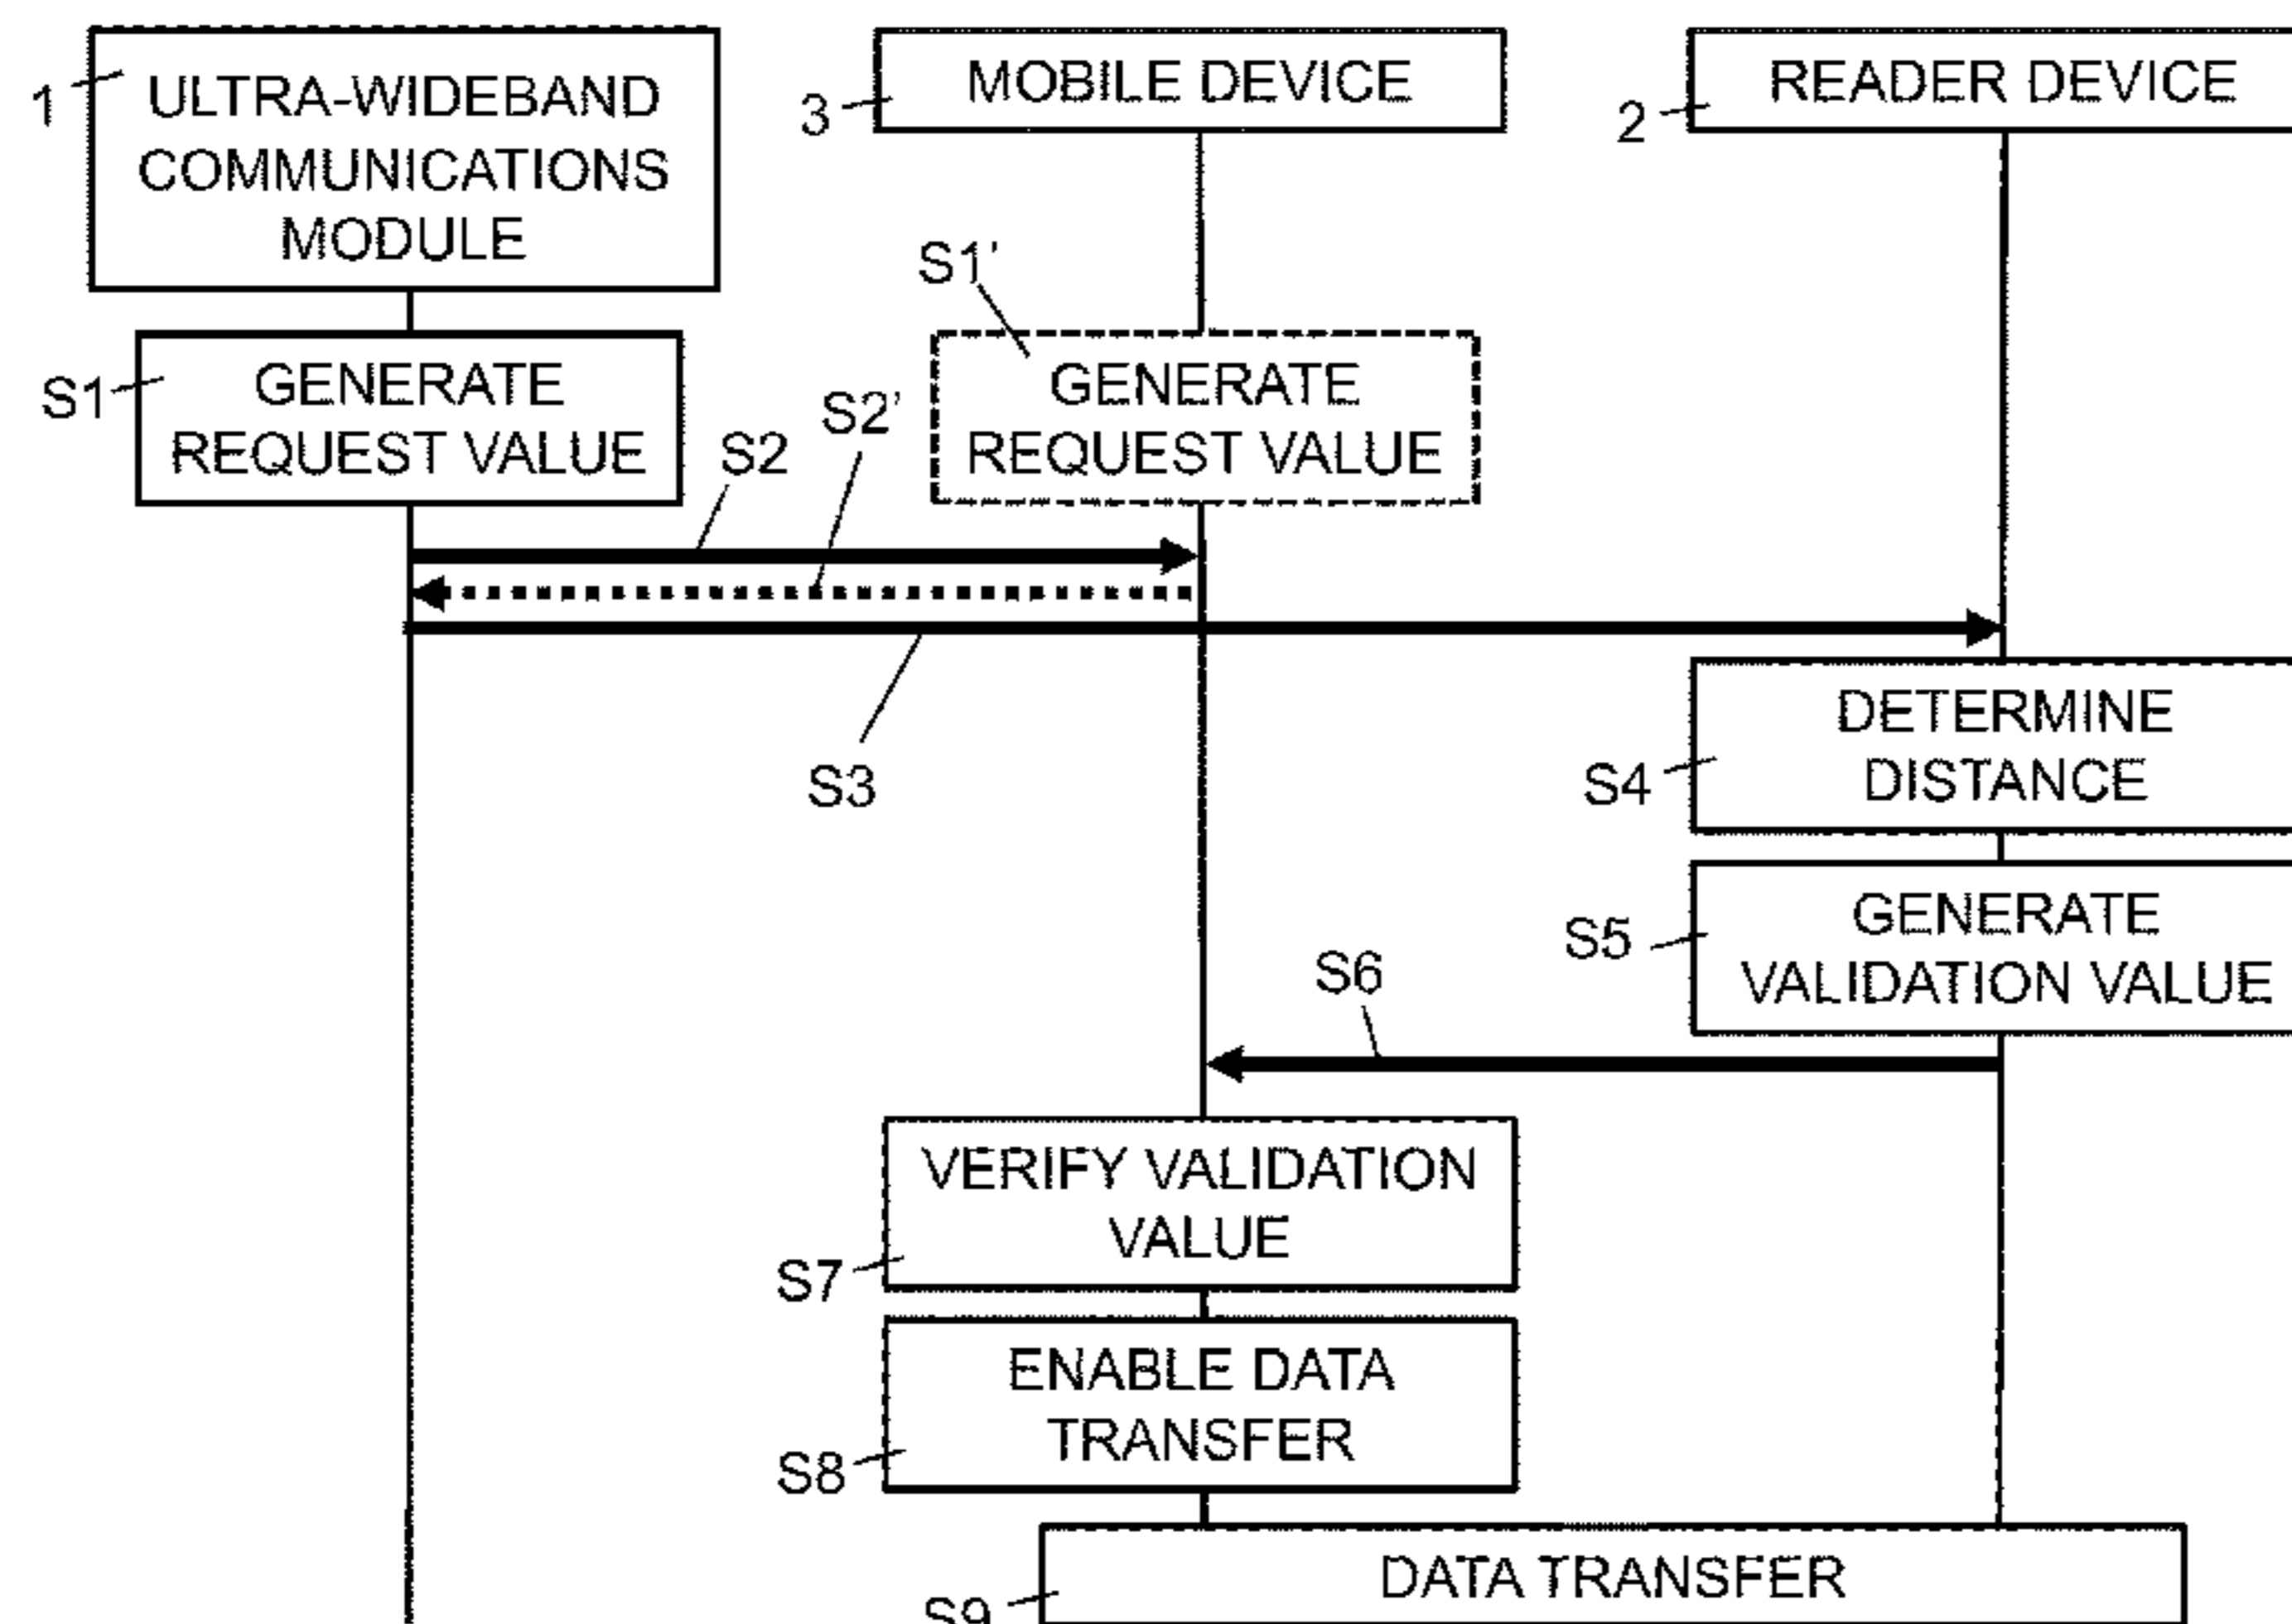 1
ULTRA-WIDEBAND
COMMUNICATIONS
MODULE
3
MOBILE DEVICE
2
READER DEVICE
S1'
S1
GENERATE
REQUEST VALUE
S2
S2'
GENERATE
REQUEST VALUE
S3
S4
DETERMINE
DISTANCE
S5
GENERATE
VALIDATION VALUE
S6
VERIFY VALIDATION
VALUE
S7
ENABLE DATA
TRANSFER
S8
DATA TRANSFER
S9